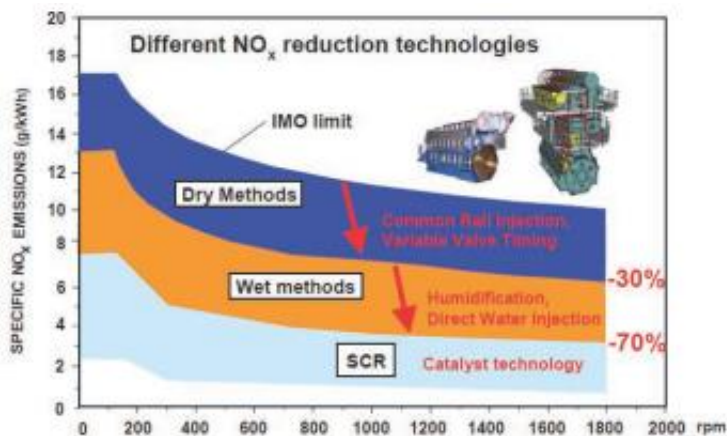 Different NOx reduction technologies
SPECIFIC NOx EMISSIONS (g/kWh)
20
18
16
14
12
10
8
6
4
2
0
IMO limit
Dry Methods
Common Rail Injection,
Variable Valve Timing
-30%
Wet methods
Humidification,
Direct Water Injection
-70%
SCR
Catalyst technology
0 200 400 600 800 1000 1200 1400 1600 1800 2000 rpm